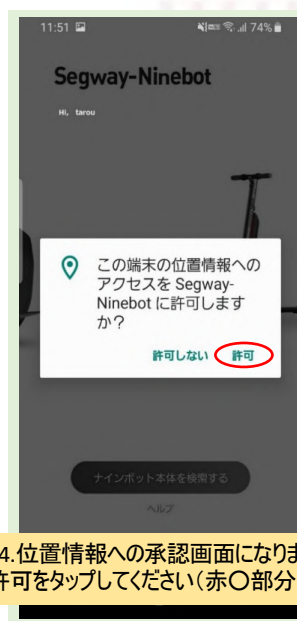 11:51 74%
Segway-Ninebot
Hi, tarou
この端末の位置情報への
アクセスを Segway-
Ninebot に許可します
か？
許可しない 許可
ナインボット本体を検索する
ヘルプ
4.位置情報への承認画面になりま
許可をタップしてください（赤〇部分